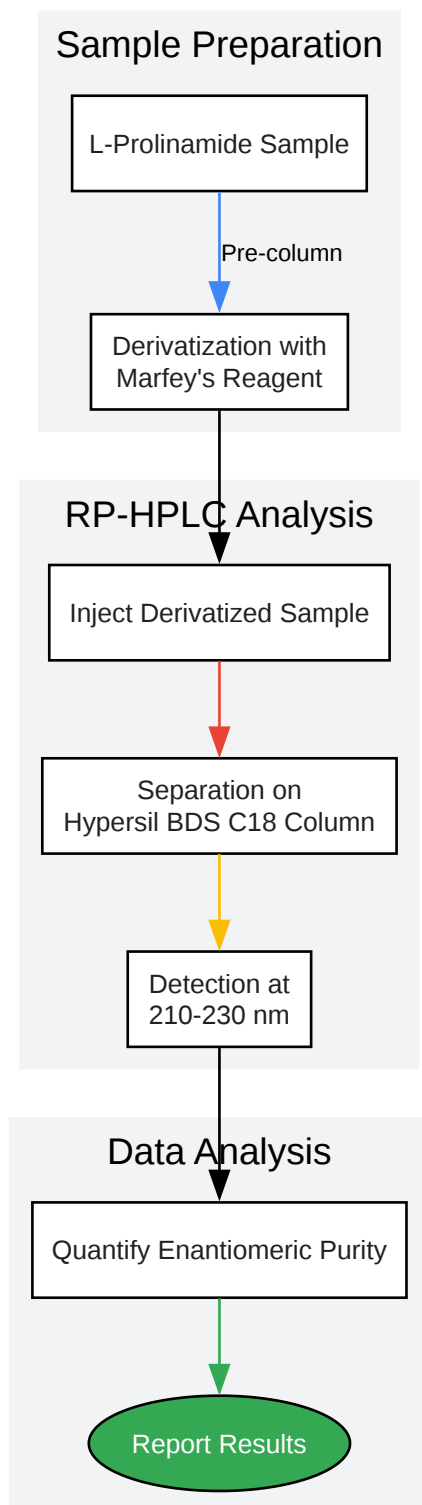 Sample Preparation
L-Prolinamide Sample
Pre-column
Derivatization with
Marfey's Reagent
RP-HPLC Analysis
Inject Derivatized Sample
Separation on
Hypersil BDS C18 Column
Detection at
210-230 nm
Data Analysis
Quantify Enantiomeric Purity
Report Results